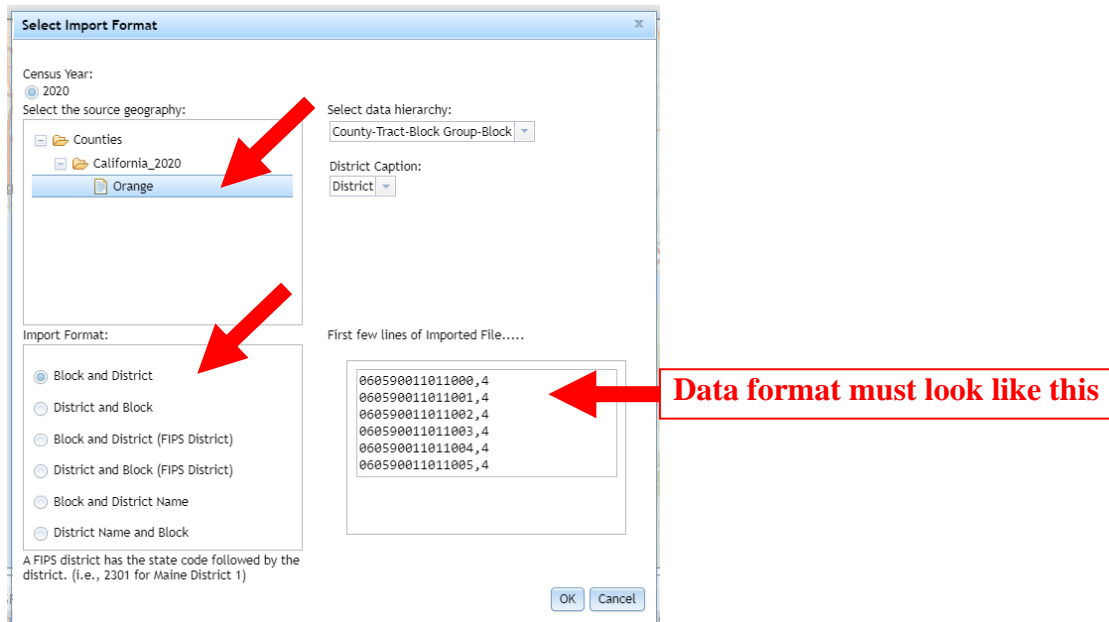 Select Import Format
x
Census Year:
2020
Select the source geography:
Counties
California_2020
Orange
Select data hierarchy:
County-Tract-Block Group-Block
District Caption:
District
Import Format:
Block and District
District and Block
Block and District (FIPS District)
District and Block (FIPS District)
Block and District Name
District Name and Block
A FIPS district has the state code followed by the
district. (i.e., 2301 for Maine District 1)
First few lines of Imported File.....
060590011011000,4
060590011011001,4
060590011011002,4
060590011011003,4
060590011011004,4
060590011011005,4
Data format must look like this
OK
Cancel